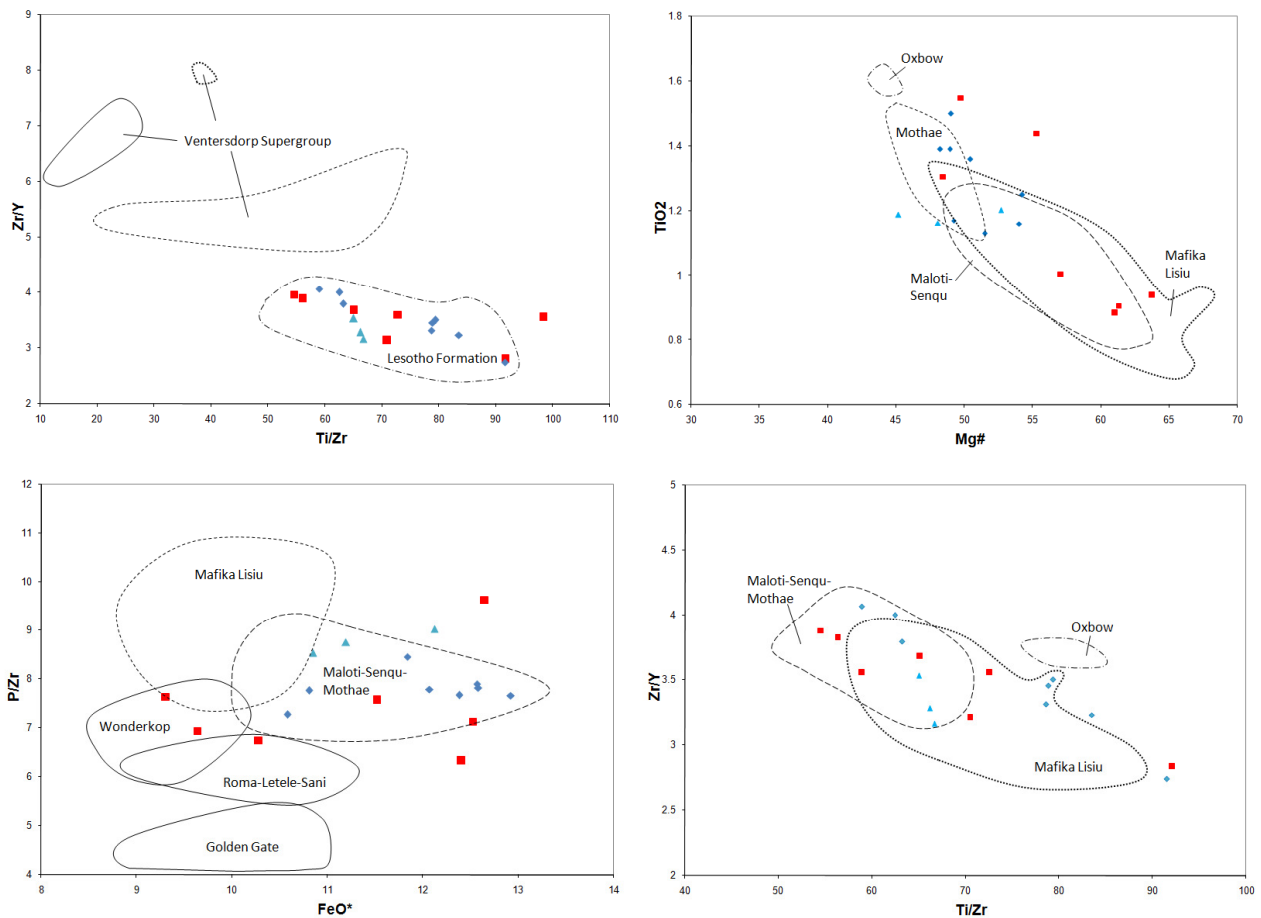 9
8
7
6
5
4
3
2
10
20
30
40
50
60
70
80
90
100
110
Zr/Y
Ti/Zr
Ventersdorp Supergroup
Lesotho Formation
1.8
1.6
1.4
1.2
1
0.8
0.6
30
35
40
45
50
55
60
65
70
TiO2
Mg#
Oxbow
Mothae
Maloti-
Senqu
Mafika
Lisiu
12
11
10
9
8
7
6
5
4
8
9
10
11
12
13
14
P/Zr
FeO*
Mafika Lisiu
Maloti-Senqu-
Mothae
Wonderkop
Roma-Letele-Sani
Golden Gate
5
4.5
4
3.5
3
2.5
2
40
50
60
70
80
90
100
Zr/Y
Ti/Zr
Maloti-Senqu-
Mothae
Oxbow
Mafika Lisiu